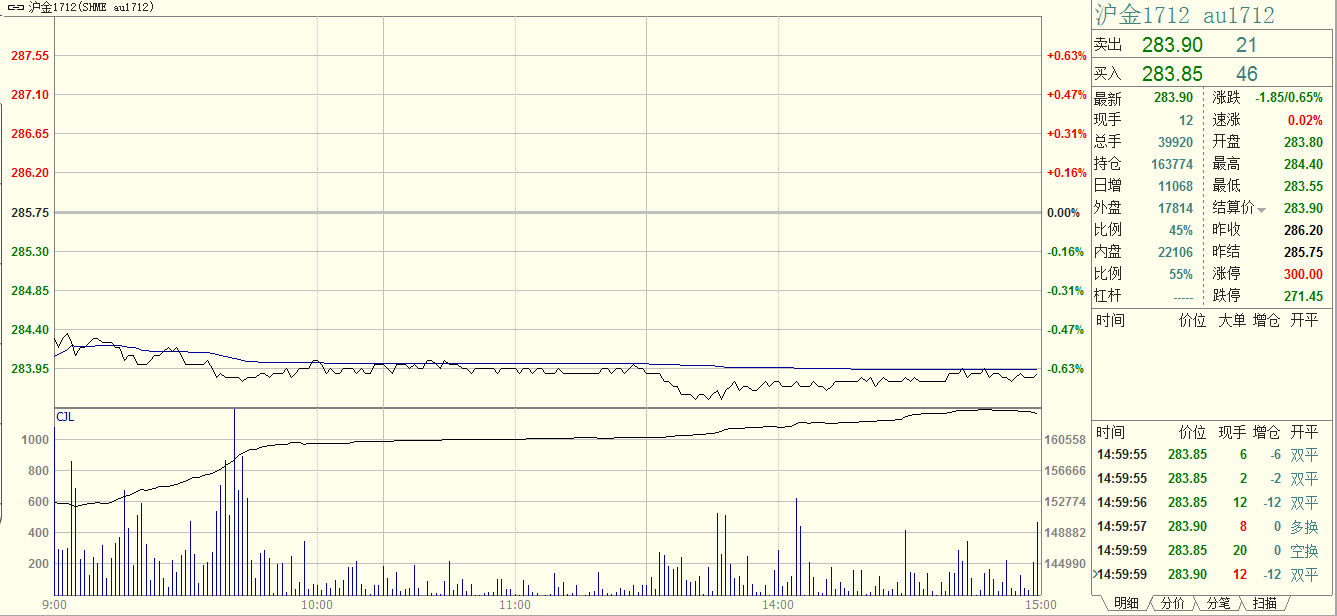 沪金1712(SHME au1712)
287.55 +0.63%
287.10 +0.47%
286.65 +0.31%
286.20 +0.16%
285.75 0.00%
285.30 -0.16%
284.85 -0.31%
284.40 -0.47%
283.95 -0.63%
CJL
1000 160558
800 156666
600 152774
400 148882
200 144990
9:00 10:00 11:00 14:00 15:00
沪金1712 au1712
卖出 283.90 21
买入 283.85 46
最新 283.90 涨跌 -1.85/0.65%
现手 12 速涨 0.02%
总手 39920 开盘 283.80
持仓 163774 最高 284.40
日增 11068 最低 283.55
外盘 17814 结算价 283.90
比例 45% 昨收 286.20
内盘 22106 昨结 285.75
比例 55% 涨停 300.00
杠杆 ----- 跌停 271.45
时间 价位 大单 增仓 开平
时间 价位 现手 增仓 开平
14:59:55 283.85 6 -6 双平
14:59:55 283.85 2 -2 双平
14:59:56 283.85 12 -12 双平
14:59:57 283.90 8 0 多换
14:59:59 283.85 20 0 空换
14:59:59 283.90 12 -12 双平
明细 分价 分笔 扫描